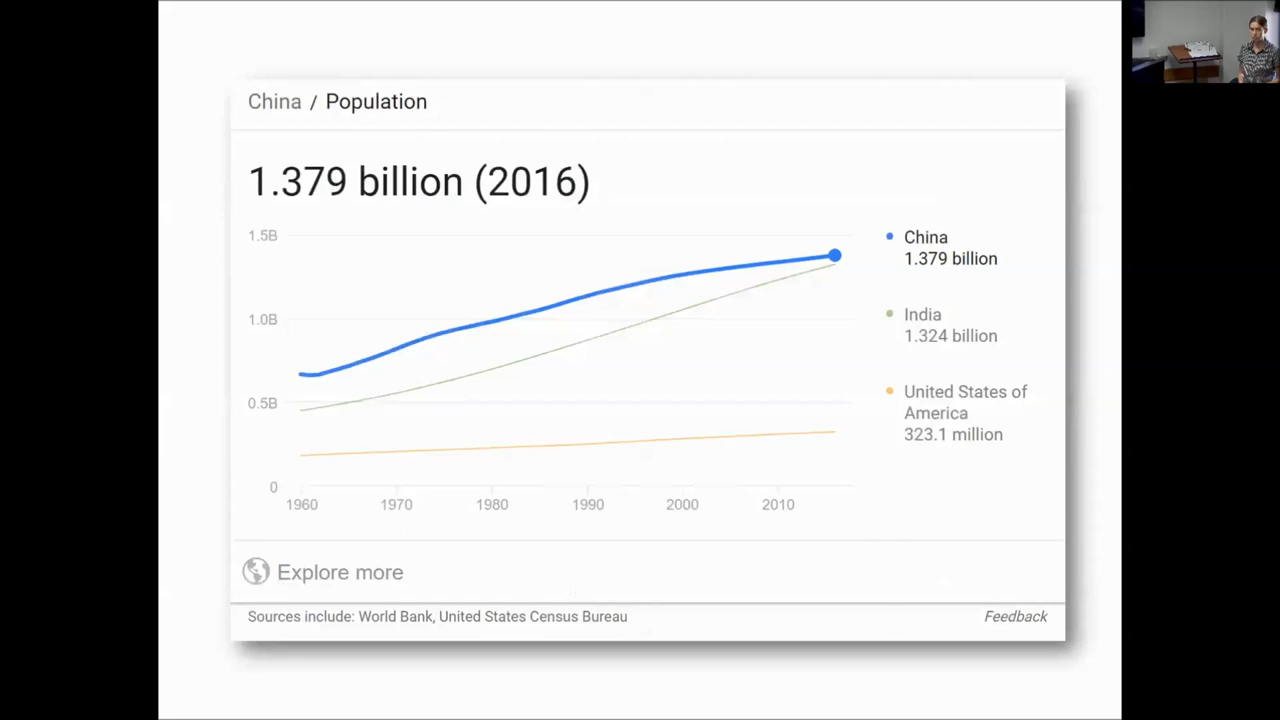 China / Population
1.379 billion (2016)
1.5B
1.0B
0.5B
0
1960 1970 1980 1990 2000 2010
China
1.379 billion
India
1.324 billion
United States of
America
323.1 million
Explore more
Sources include: World Bank, United States Census Bureau
Feedback